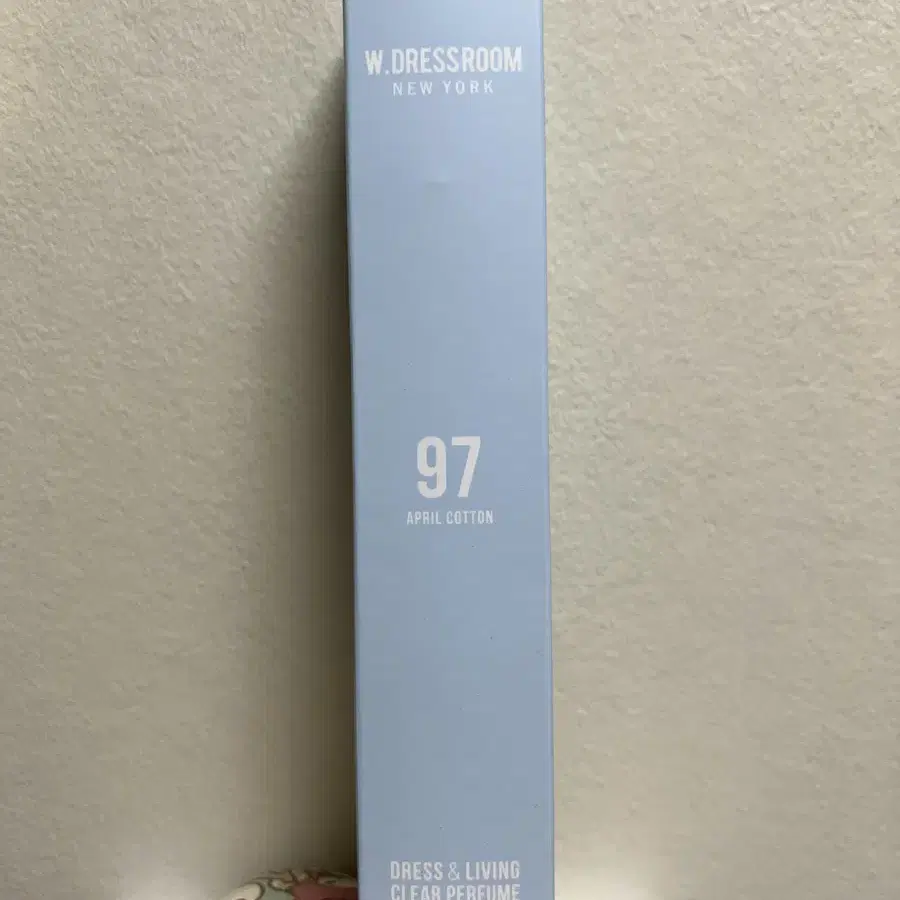 W.DRESSROOM
NEW YORK
97
APRIL COTTON
DRESS & LIVING
CLEAR PERFUME